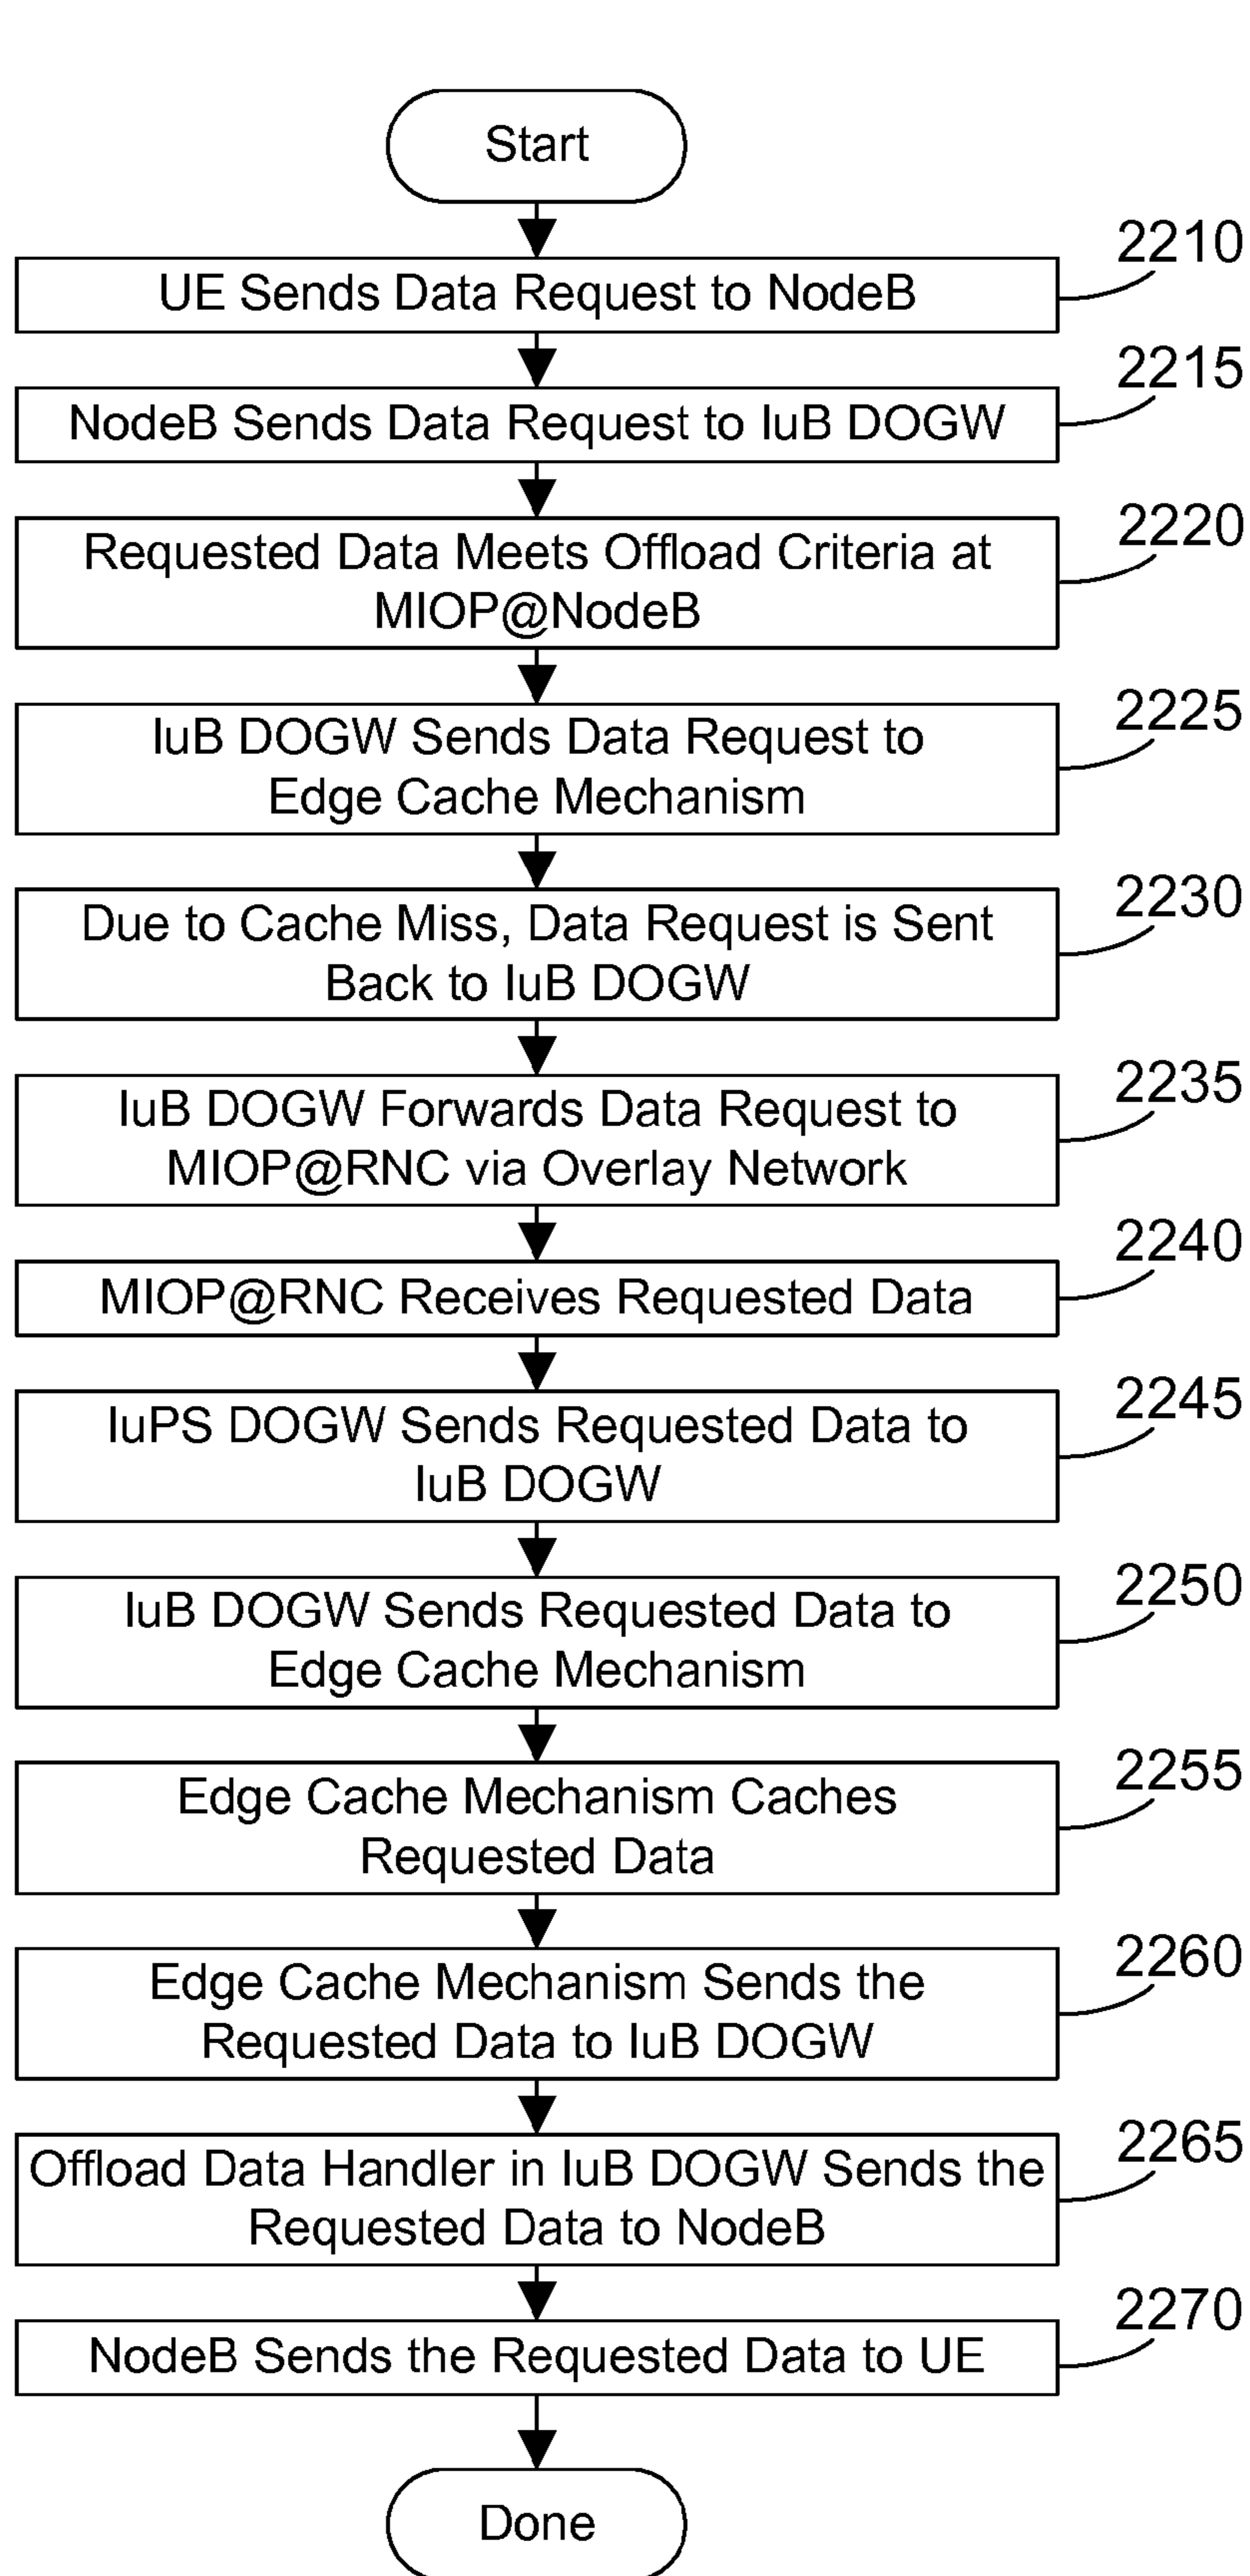 Start
2210
UE Sends Data Request to NodeB
2215
NodeB Sends Data Request to IuB DOGW
2220
Requested Data Meets Offload Criteria at
MIOP@NodeB
2225
IuB DOGW Sends Data Request to
Edge Cache Mechanism
2230
Due to Cache Miss, Data Request is Sent
Back to IuB DOGW
2235
IuB DOGW Forwards Data Request to
MIOP@RNC via Overlay Network
2240
MIOP@RNC Receives Requested Data
2245
IuPS DOGW Sends Requested Data to
IuB DOGW
2250
IuB DOGW Sends Requested Data to
Edge Cache Mechanism
2255
Edge Cache Mechanism Caches
Requested Data
2260
Edge Cache Mechanism Sends the
Requested Data to IuB DOGW
2265
Offload Data Handler in IuB DOGW Sends the
Requested Data to NodeB
2270
NodeB Sends the Requested Data to UE
Done